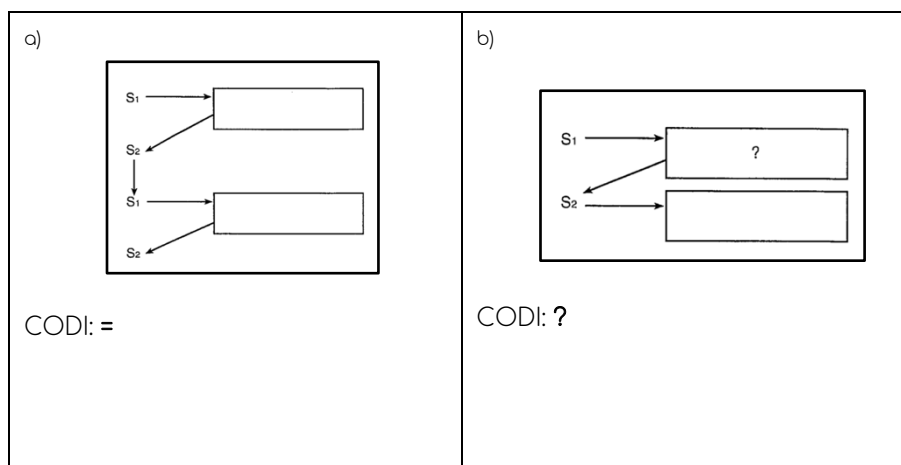 a)
S1
S2
S1
S2
CODI: =
b)
S1
?
S2
CODI: ?